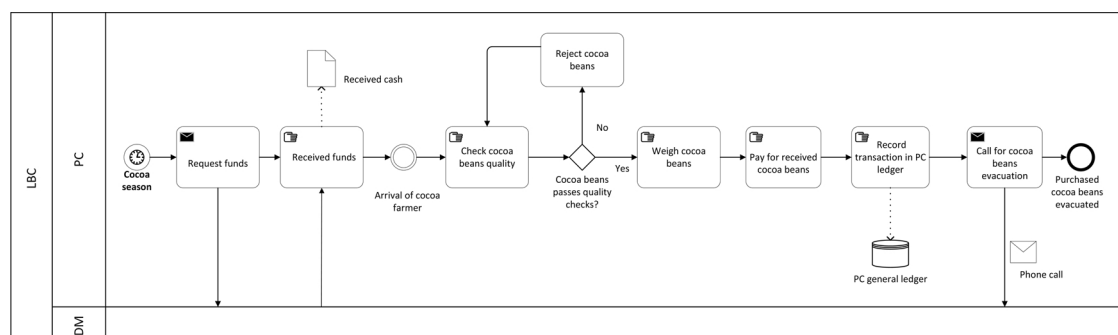 LBC
PC
DM
Cocoa
season
Request funds
Received cash
Received funds
Arrival of cocoa
farmer
Check cocoa
beans quality
Reject cocoa
beans
No
Yes
Cocoa beans
passes quality
checks?
Weigh cocoa
beans
Pay for received
cocoa beans
Record
transaction in PC
ledger
PC general ledger
Call for cocoa
beans
evacuation
Phone call
Purchased
cocoa beans
evacuated